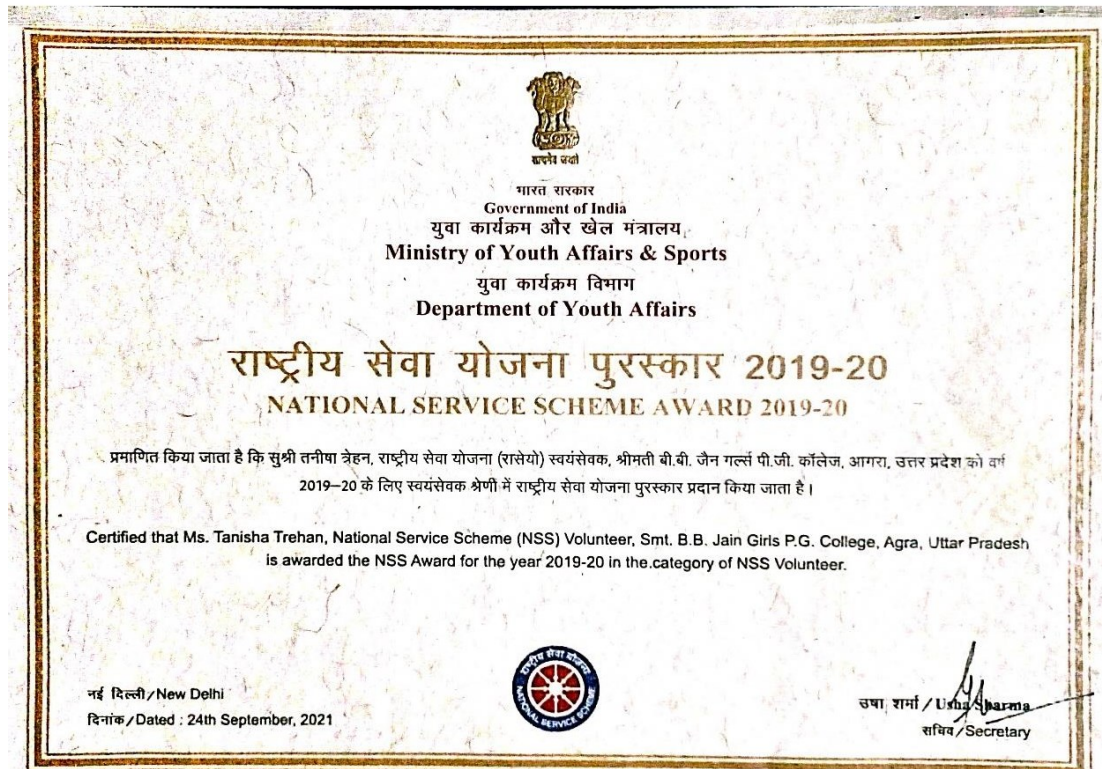 सत्यमेव जयते
भारत सरकार
Government of India
युवा कार्यक्रम और खेल मंत्रालय
Ministry of Youth Affairs & Sports
युवा कार्यक्रम विभाग
Department of Youth Affairs
राष्ट्रीय सेवा योजना पुरस्कार 2019-20
NATIONAL SERVICE SCHEME AWARD 2019-20
प्रमाणित किया जाता है कि सुश्री तनीषा त्रेहन, राष्ट्रीय सेवा योजना (रासेयो) स्वयंसेवक, श्रीमती बी.बी. जैन गर्ल्स पी.जी. कॉलेज, आगरा, उत्तर प्रदेश को वर्ष
2019–20 के लिए स्वयंसेवक श्रेणी में राष्ट्रीय सेवा योजना पुरस्कार प्रदान किया जाता है।
Certified that Ms. Tanisha Trehan, National Service Scheme (NSS) Volunteer, Smt. B.B. Jain Girls P.G. College, Agra, Uttar Pradesh
is awarded the NSS Award for the year 2019-20 in the category of NSS Volunteer.
राष्ट्रीय सेवा योजना
NATIONAL SERVICE SCHEME
नई दिल्ली/New Delhi
दिनांक/Dated : 24th September, 2021
उषा शर्मा/Usha Sharma
सचिव/Secretary